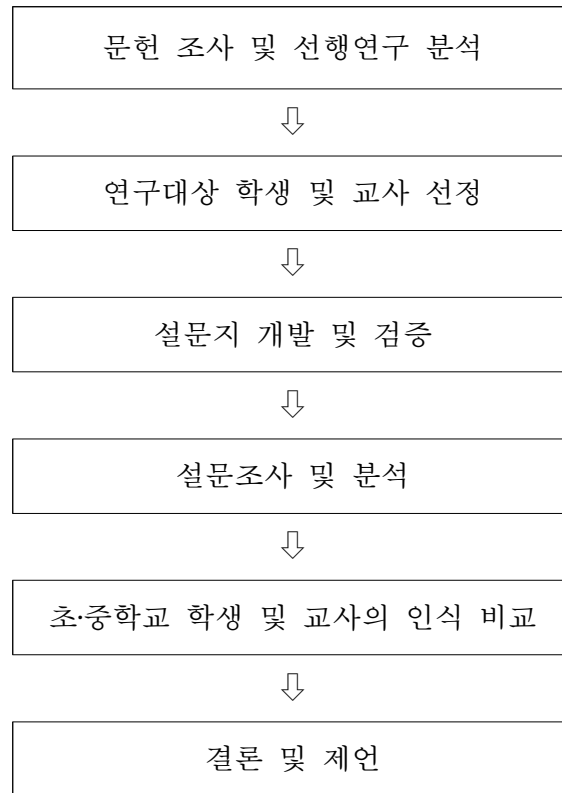 문헌 조사 및 선행연구 분석
⇩
연구대상 학생 및 교사 선정
⇩
설문지 개발 및 검증
⇩
설문조사 및 분석
⇩
초·중학교 학생 및 교사의 인식 비교
⇩
결론 및 제언